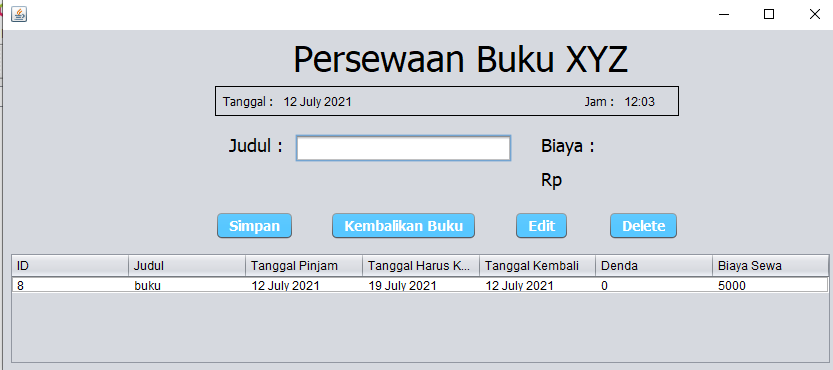 Persewaan Buku XYZ
Tanggal : 12 July 2021 Jam : 12:03
Judul : Biaya :
Rp
Simpan Kembalikan Buku Edit Delete
ID Judul Tanggal Pinjam Tanggal Harus K... Tanggal Kembali Denda Biaya Sewa
8 buku 12 July 2021 19 July 2021 12 July 2021 0 5000